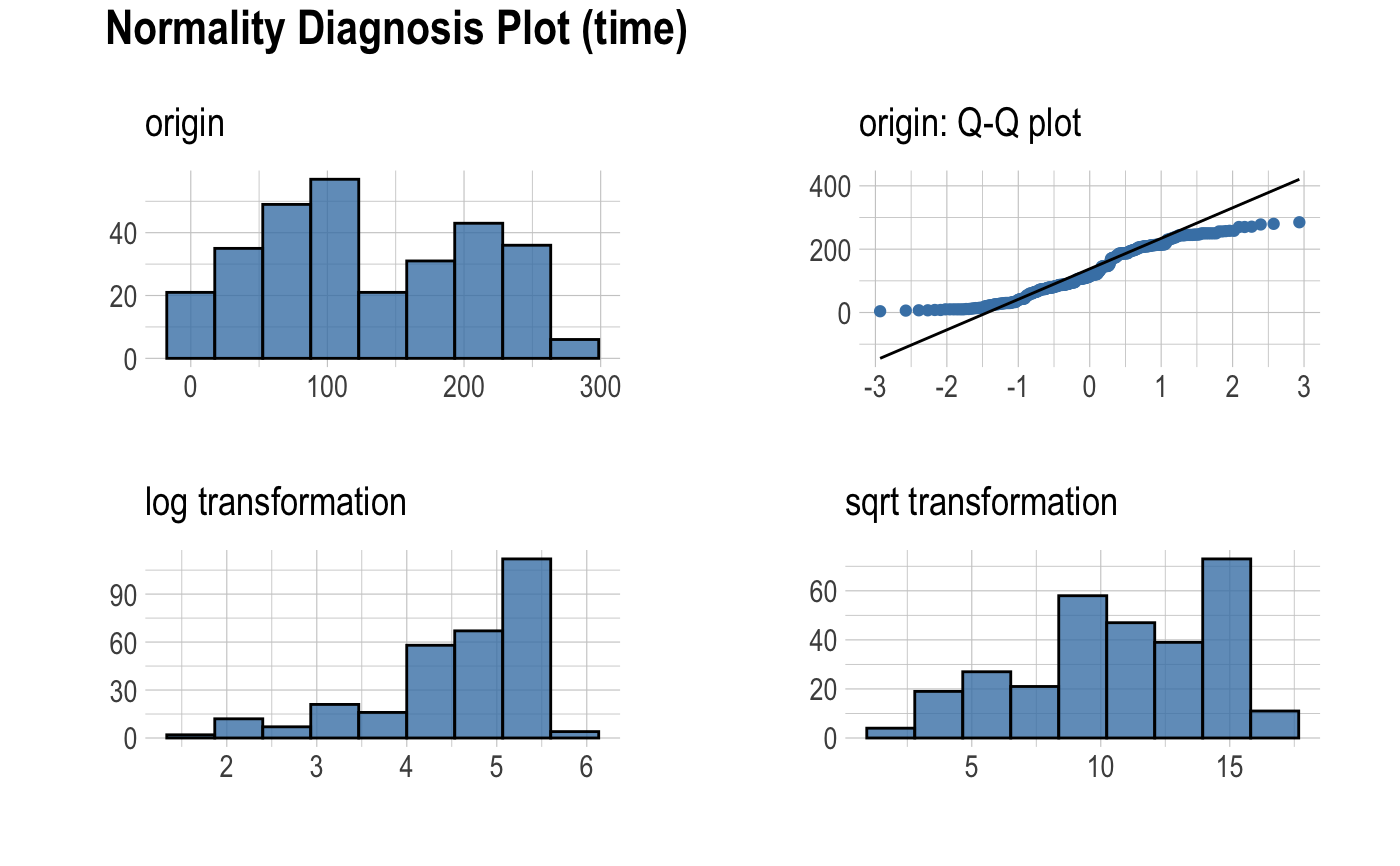 Normality Diagnosis Plot (time)
origin
40
20
0
0 100 200 300
origin: Q-Q plot
400
200
0
-3 -2 -1 0 1 2 3
log transformation
90
60
30
0
2 3 4 5 6
sqrt transformation
60
40
20
0
5 10 15